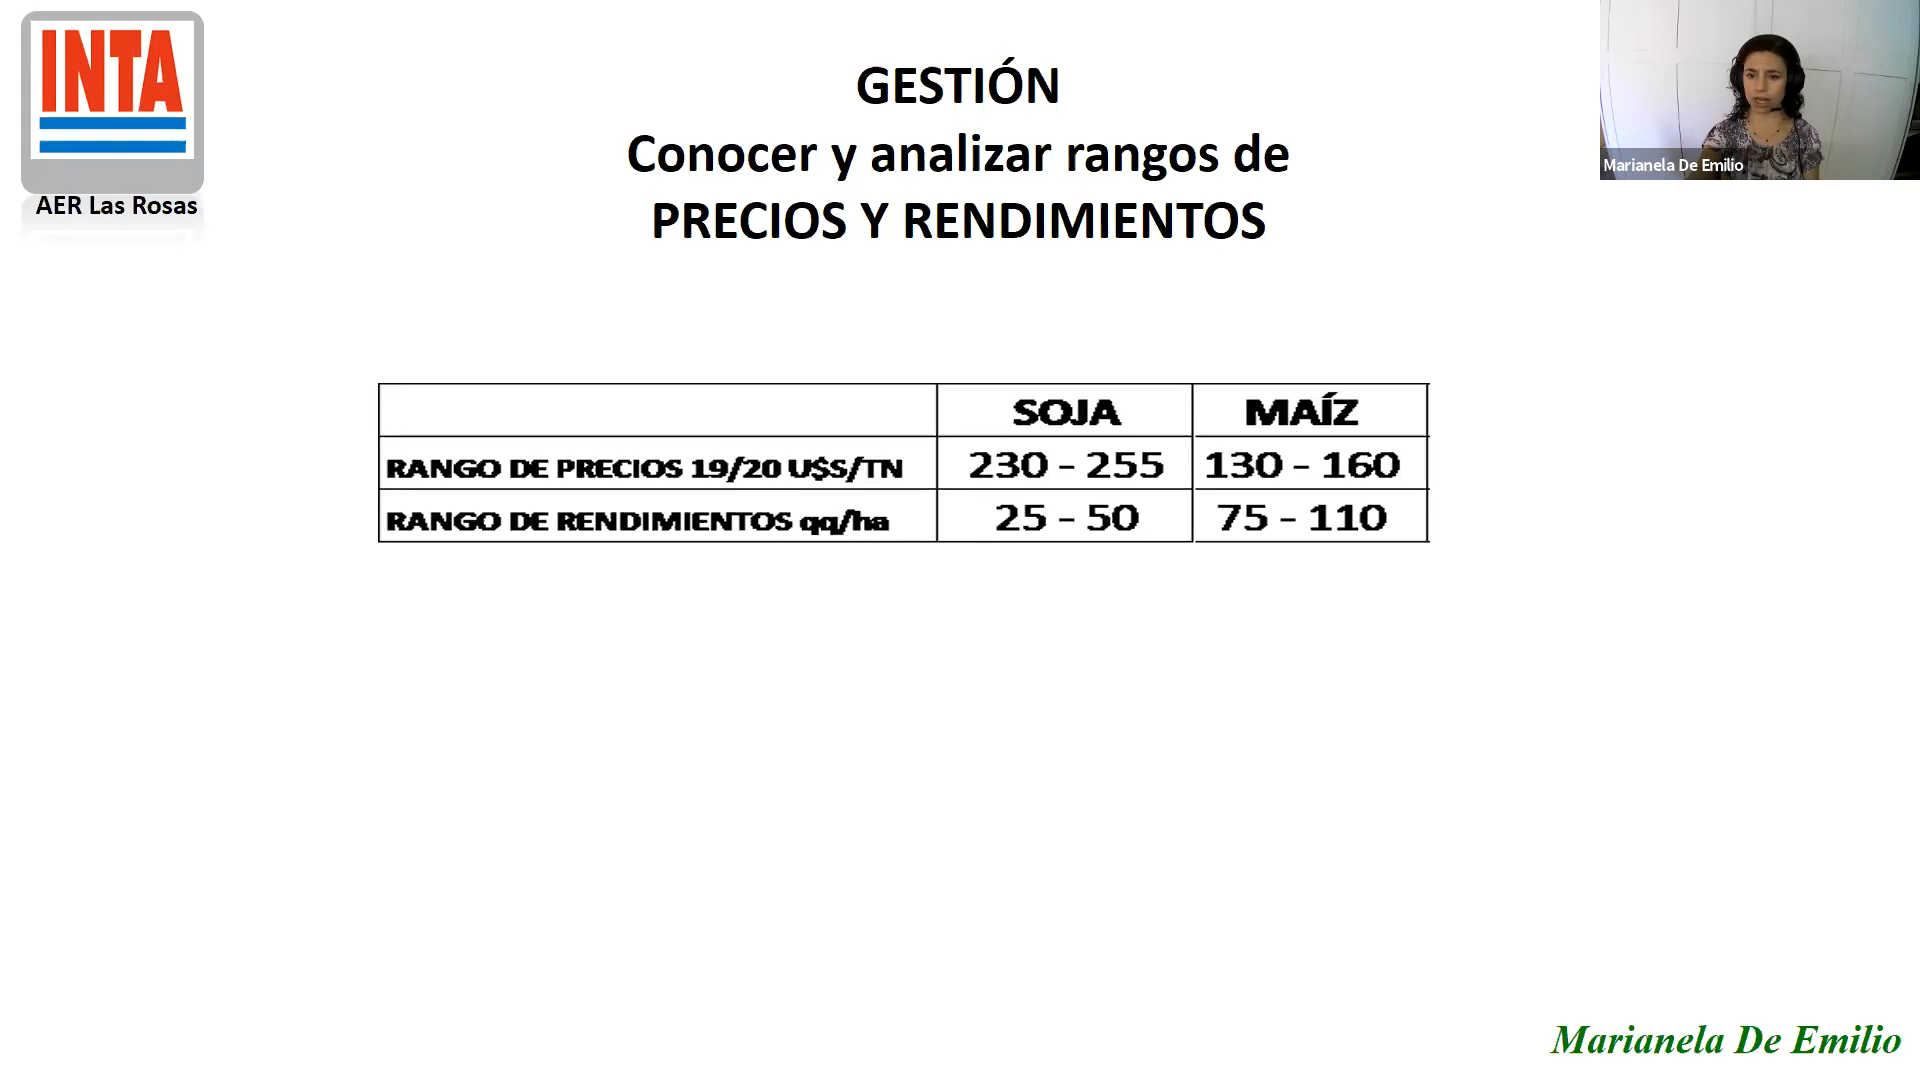 INTA
AER Las Rosas
GESTIÓN
Conocer y analizar rangos de
PRECIOS Y RENDIMIENTOS
Marianela De Emilio
SOJA MAÍZ
RANGO DE PRECIOS 19/20 U$S/TN 230 - 255 130 - 160
RANGO DE RENDIMIENTOS qq/ha 25 - 50 75 - 110
Marianela De Emilio